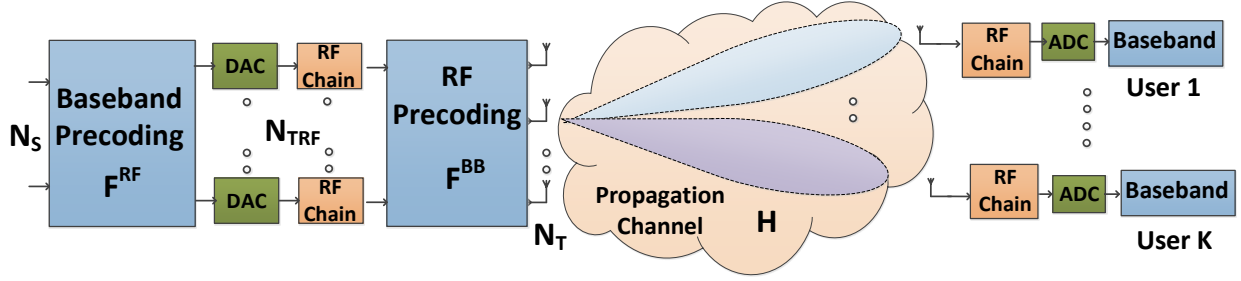 N_S
Baseband
Precoding
F^RF
DAC
RF
Chain
N_TRF
DAC
RF
Chain
RF
Precoding
F^BB
N_T
Propagation
Channel
H
RF
Chain
ADC
Baseband
User 1
RF
Chain
ADC
Baseband
User K